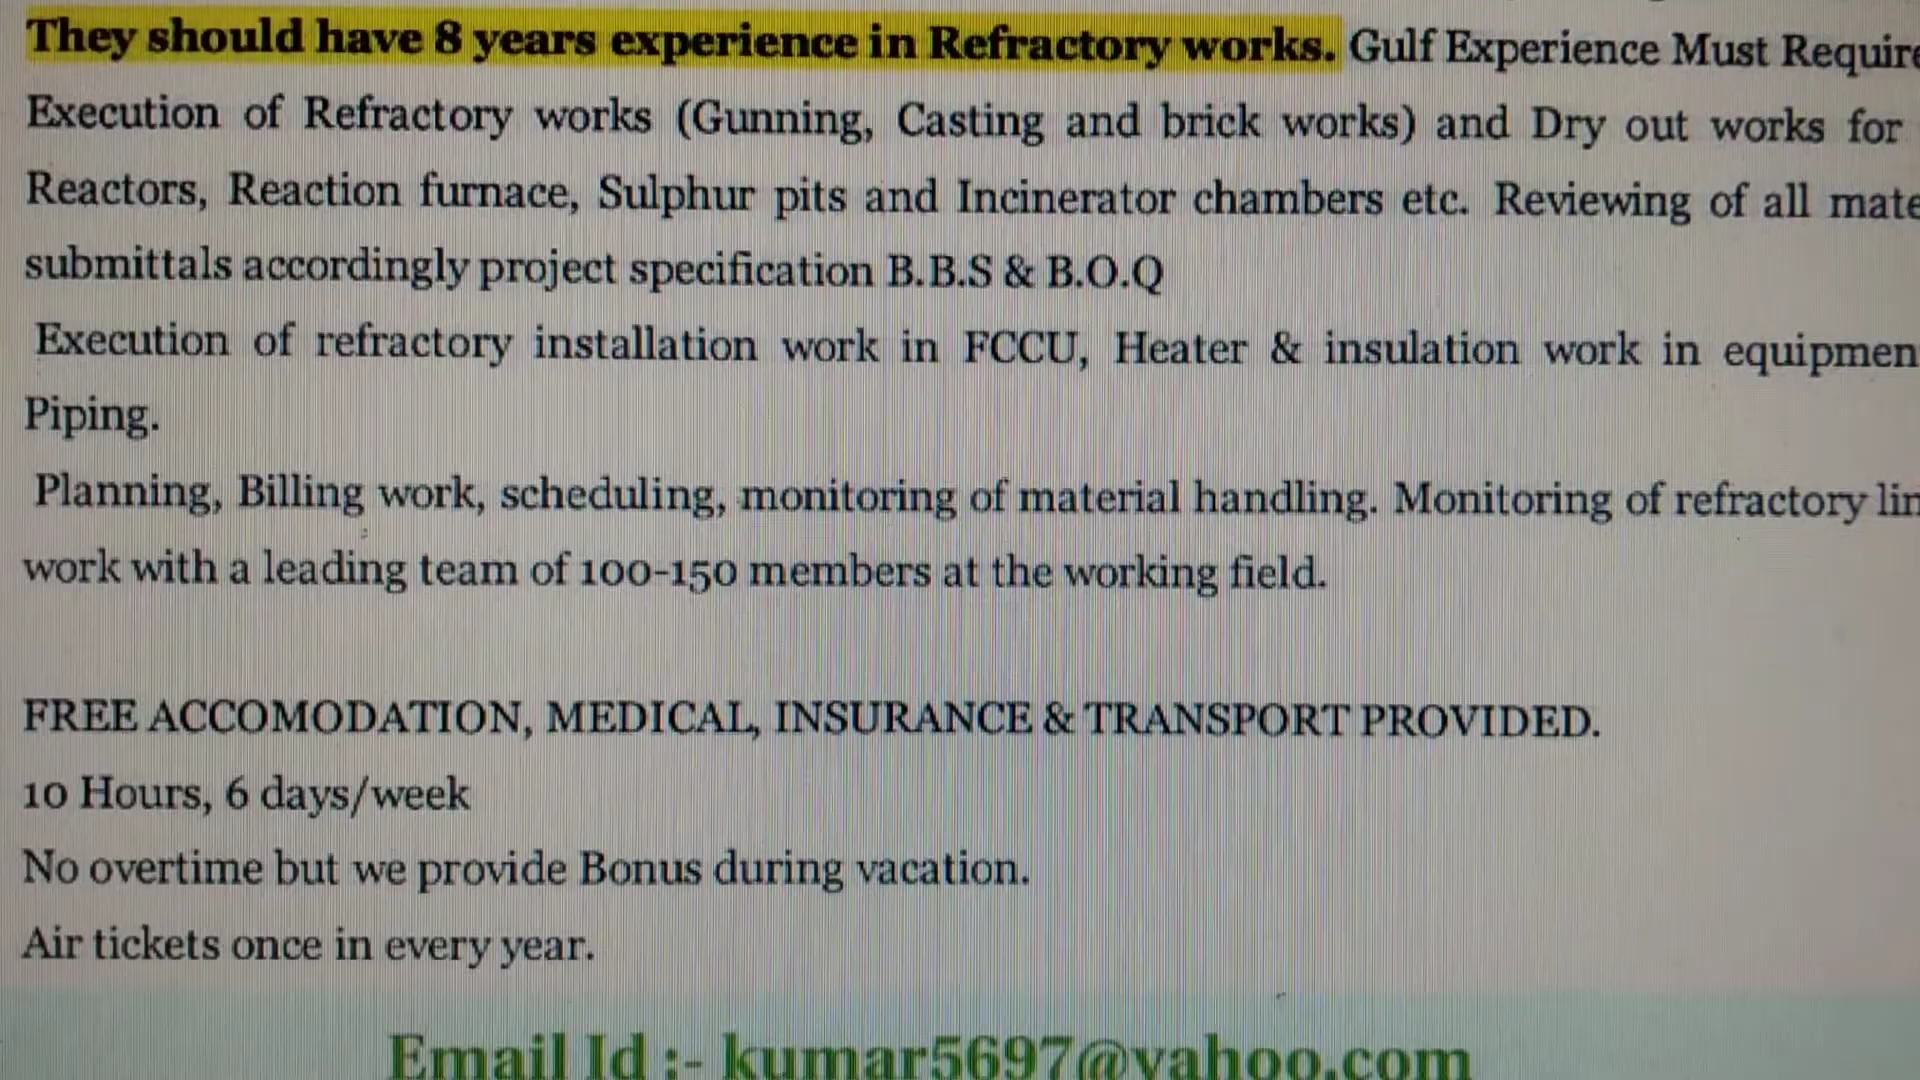 They should have 8 years experience in Refractory works. Gulf Experience Must Require
Execution of Refractory works (Gunning, Casting and brick works) and Dry out works for
Reactors, Reaction furnace, Sulphur pits and Incinerator chambers etc. Reviewing of all mate
submittals accordingly project specification B.B.S & B.O.Q
Execution of refractory installation work in FCCU, Heater & insulation work in equipmen
Piping.
Planning, Billing work, scheduling, monitoring of material handling. Monitoring of refractory lin
work with a leading team of 100-150 members at the working field.
FREE ACCOMODATION, MEDICAL, INSURANCE & TRANSPORT PROVIDED.
10 Hours, 6 days/week
No overtime but we provide Bonus during vacation.
Air tickets once in every year.
Email Id :- kumar5697@yahoo.com